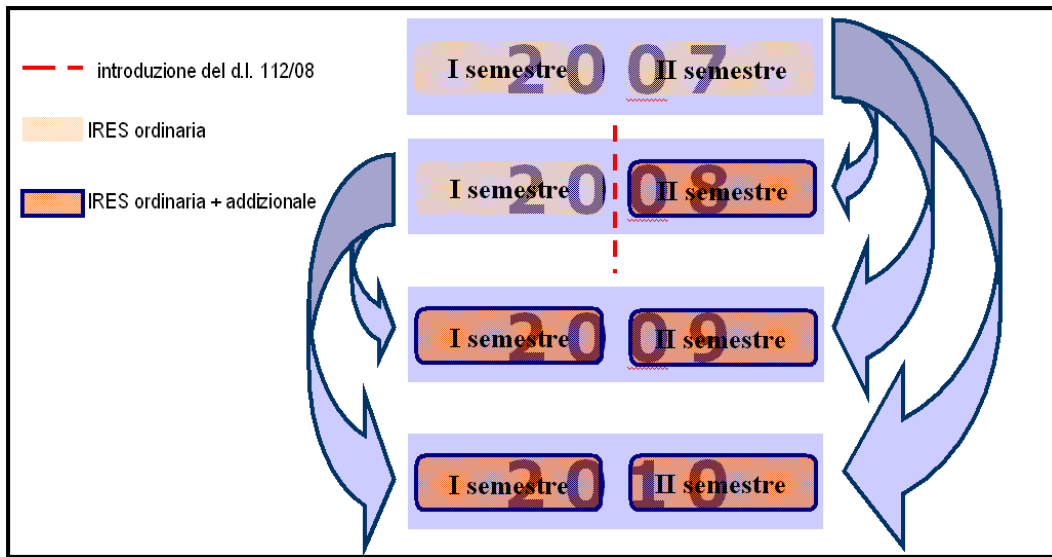 introduzione del d.l. 112/08
IRES ordinaria
IRES ordinaria + addizionale
2007
I semestre II semestre
2008
I semestre II semestre
2009
I semestre II semestre
2010
I semestre II semestre